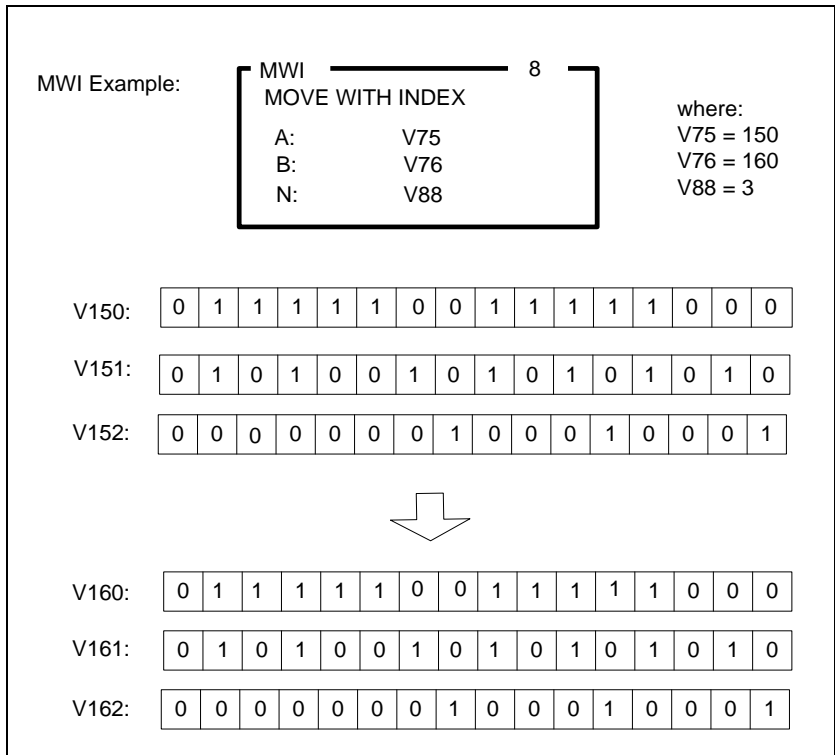 MWI Example:
MWI 8
MOVE WITH INDEX
A: V75
B: V76
N: V88
where:
V75 = 150
V76 = 160
V88 = 3
V150: 0 1 1 1 1 1 0 0 1 1 1 1 1 0 0 0
V151: 0 1 0 1 0 0 1 0 1 0 1 0 1 0 1 0
V152: 0 0 0 0 0 0 0 1 0 0 0 1 0 0 0 1
V160: 0 1 1 1 1 1 0 0 1 1 1 1 1 0 0 0
V161: 0 1 0 1 0 0 1 0 1 0 1 0 1 0 1 0
V162: 0 0 0 0 0 0 0 1 0 0 0 1 0 0 0 1